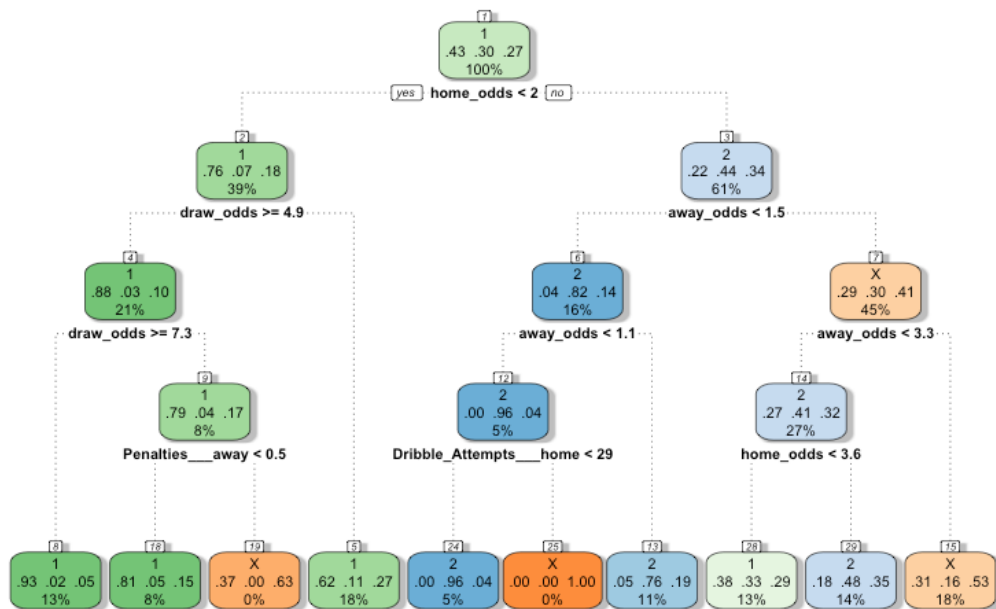 1
1
.43 .30 .27
100%
yes home_odds < 2 no
2
1
.76 .07 .18
39%
draw_odds >= 4.9
3
2
.22 .44 .34
61%
away_odds < 1.5
4
1
.88 .03 .10
21%
draw_odds >= 7.3
6
2
.04 .82 .14
16%
away_odds < 1.1
7
X
.29 .30 .41
45%
away_odds < 3.3
9
1
.79 .04 .17
8%
Penalties___away < 0.5
12
2
.00 .96 .04
5%
Dribble_Attempts___home < 29
14
2
.27 .41 .32
27%
home_odds < 3.6
8
1
.93 .02 .05
13%
18
1
.81 .05 .15
8%
19
X
.37 .00 .63
0%
5
1
.62 .11 .27
18%
24
2
.00 .96 .04
5%
25
X
.00 .00 1.00
0%
13
2
.05 .76 .19
11%
28
1
.38 .33 .29
13%
29
2
.18 .48 .35
14%
15
X
.31 .16 .53
18%